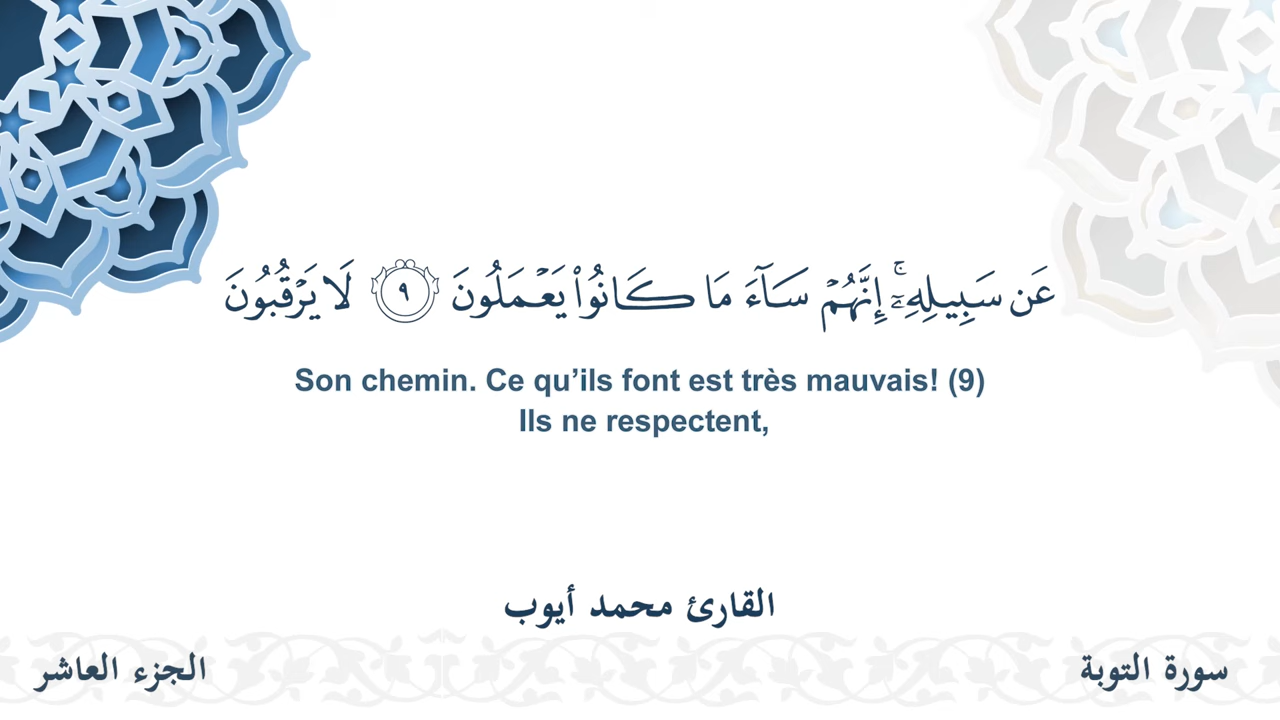 عَن سَبِيلِهِۦٓۚ إِنَّهُمۡ سَآءَ مَا كَانُواْ يَعۡمَلُونَ ٩ لَا يَرۡقُبُونَ
Son chemin. Ce qu’ils font est très mauvais! (9)
Ils ne respectent,
القارئ محمد أيوب
سورة التوبة
الجزء العاشر